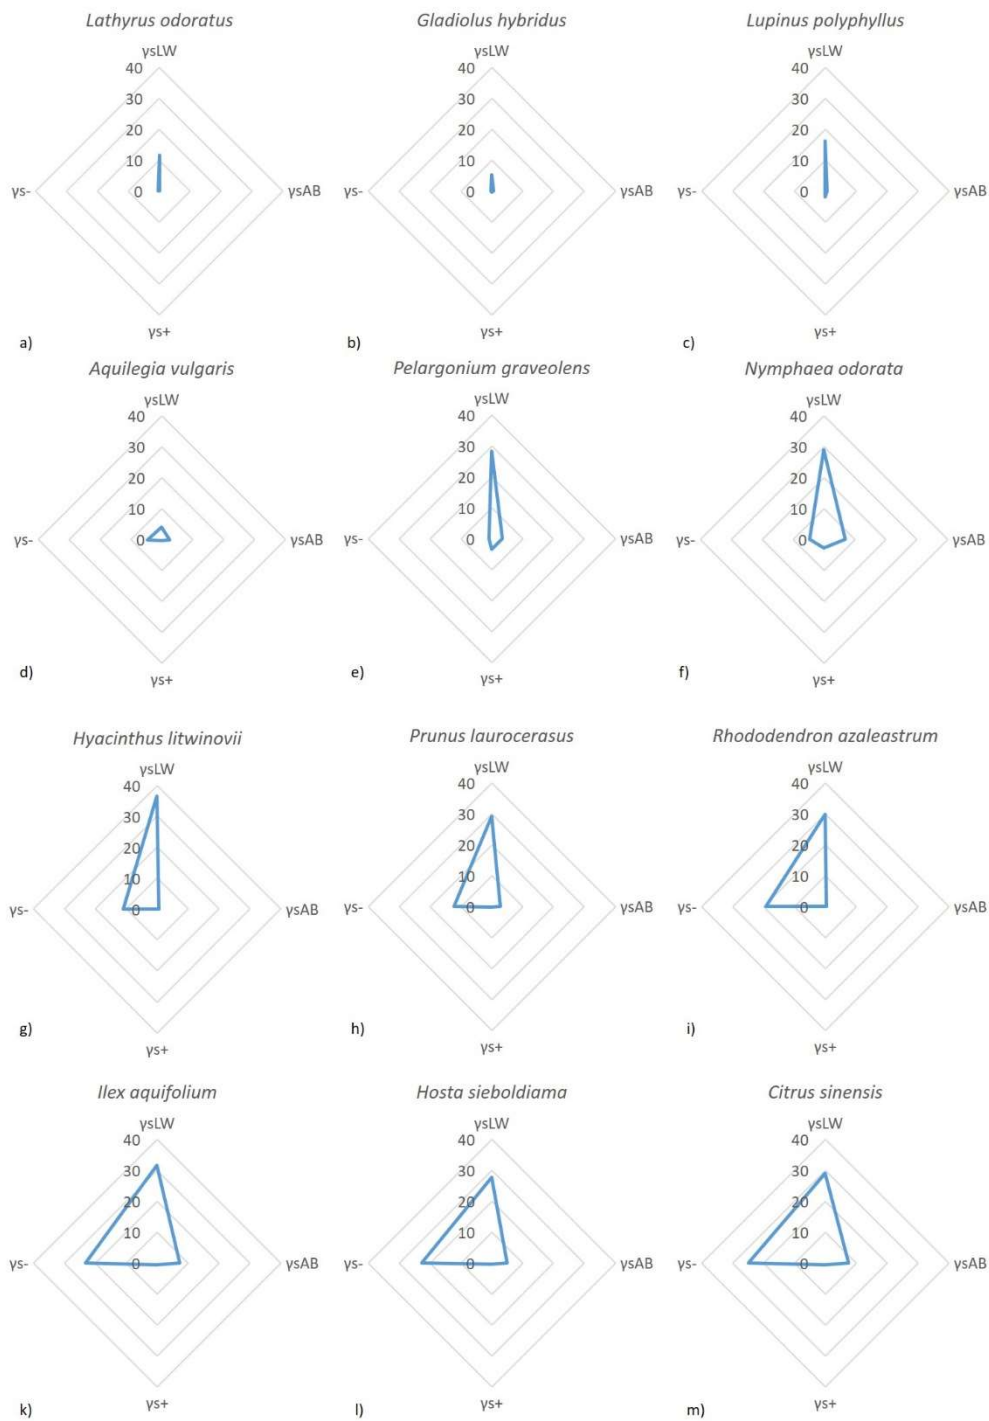 Lathyrus odoratus
γsLW
40
30
20
10
0
γs-
γsAB
γs+
a)
Gladiolus hybridus
γsLW
40
30
20
10
0
γs-
γsAB
γs+
b)
Lupinus polyphyllus
γsLW
40
30
20
10
0
γs-
γsAB
γs+
c)
Aquilegia vulgaris
γsLW
40
30
20
10
0
γs-
γsAB
γs+
d)
Pelargonium graveolens
γsLW
40
30
20
10
0
γs-
γsAB
γs+
e)
Nymphaea odorata
γsLW
40
30
20
10
0
γs-
γsAB
γs+
f)
Hyacinthus litwinovii
γsLW
40
30
20
10
0
γs-
γsAB
γs+
g)
Prunus laurocerasus
γsLW
40
30
20
10
0
γs-
γsAB
γs+
h)
Rhododendron azaleastrum
γsLW
40
30
20
10
0
γs-
γsAB
γs+
i)
Ilex aquifolium
γsLW
40
30
20
10
0
γs-
γsAB
γs+
k)
Hosta sieboldiama
γsLW
40
30
20
10
0
γs-
γsAB
γs+
l)
Citrus sinensis
γsLW
40
30
20
10
0
γs-
γsAB
γs+
m)